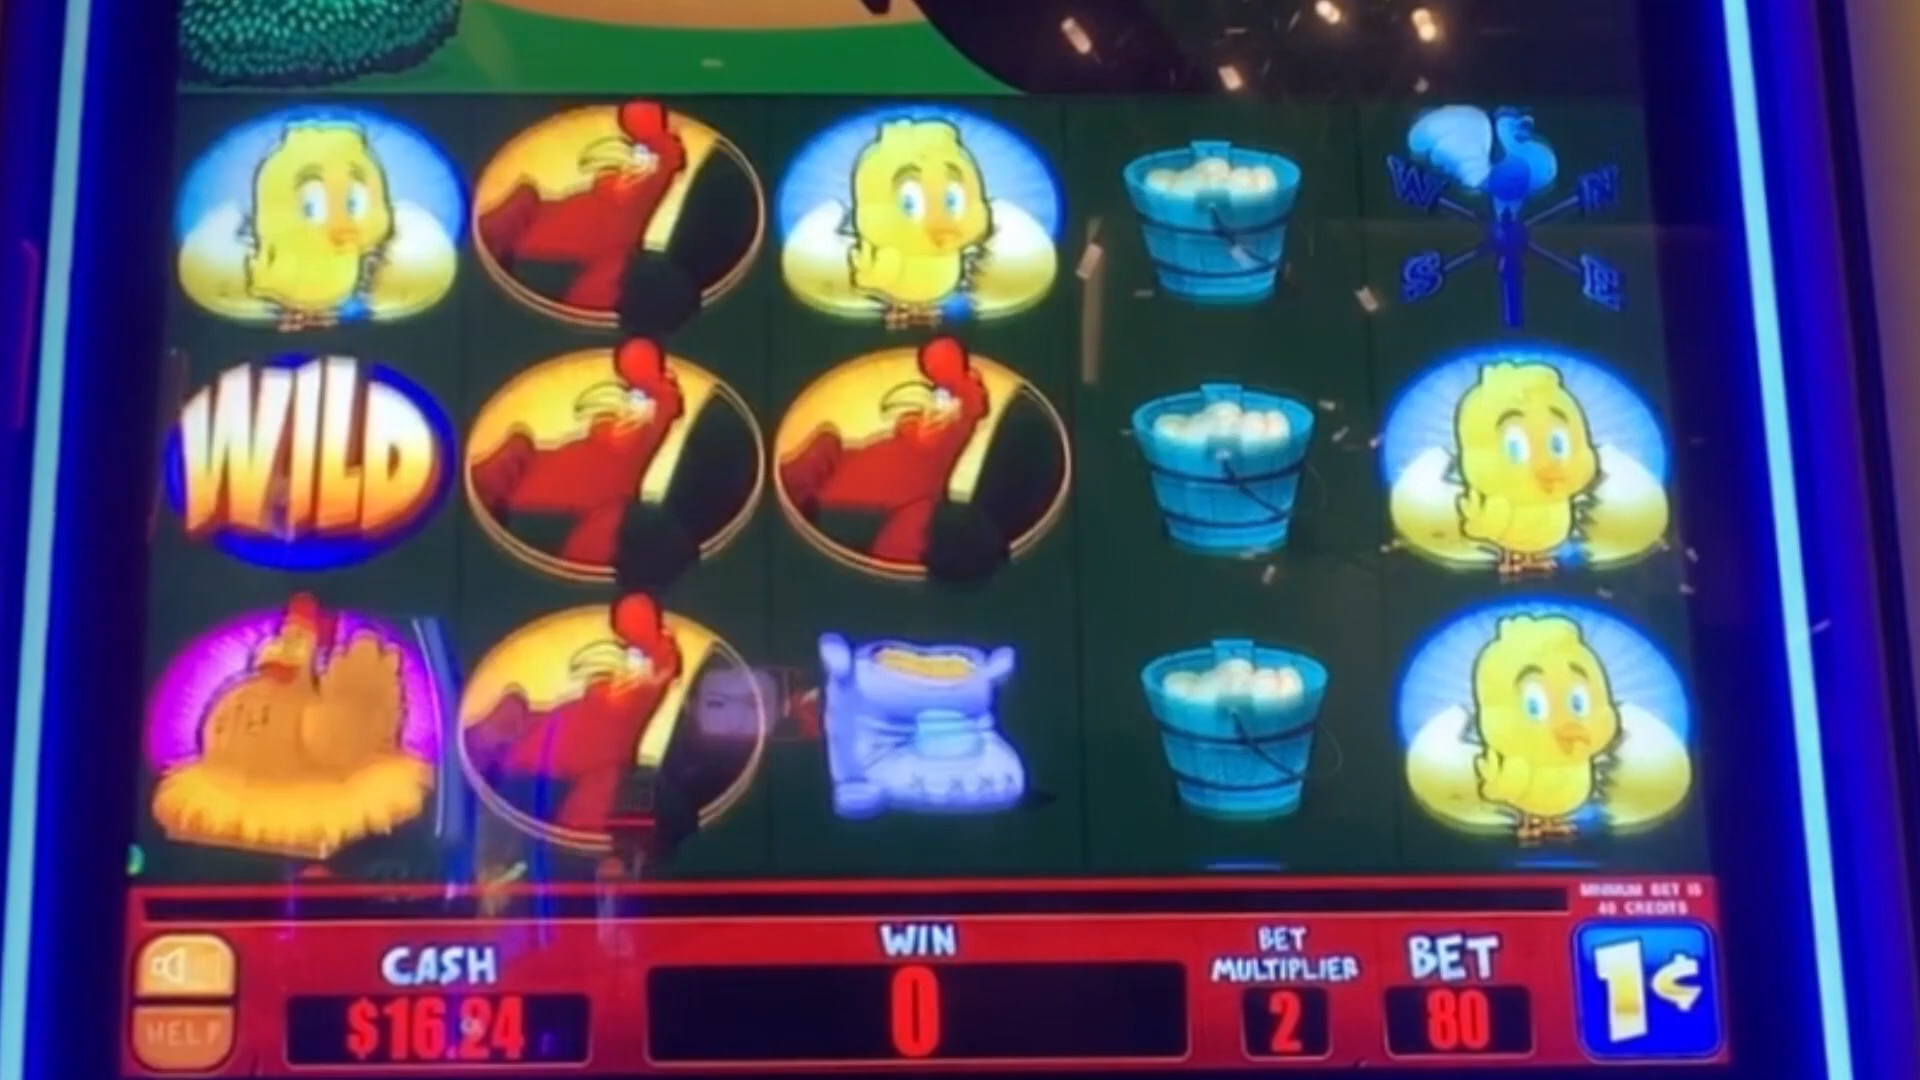 W N
S E
WILD
MINIMUM BET IS
40 CREDITS
WIN
0
CASH
$16.24
BET
MULTIPLIER
2
BET
80
1¢
HELP